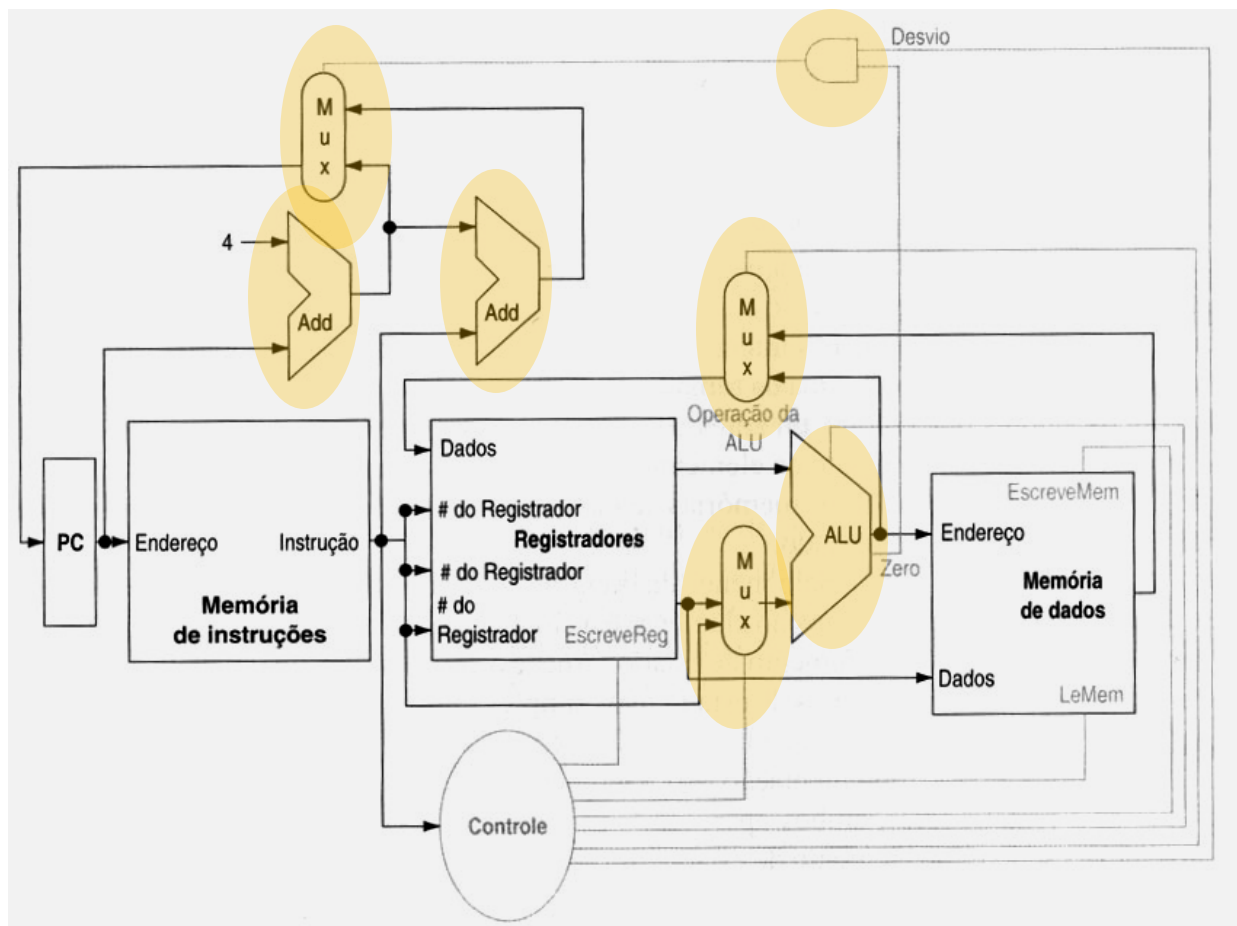 Desvio
M
u
x
4
Add
Add
M
u
x
Operação da
ALU
Dados
EscreveMem
# do Registrador
PC
Endereço
Instrução
Registradores
ALU
Endereço
Zero
# do Registrador
M
u
x
Memória
de dados
Memória
de instruções
# do
Registrador
EscreveReg
Dados
LeMem
Controle